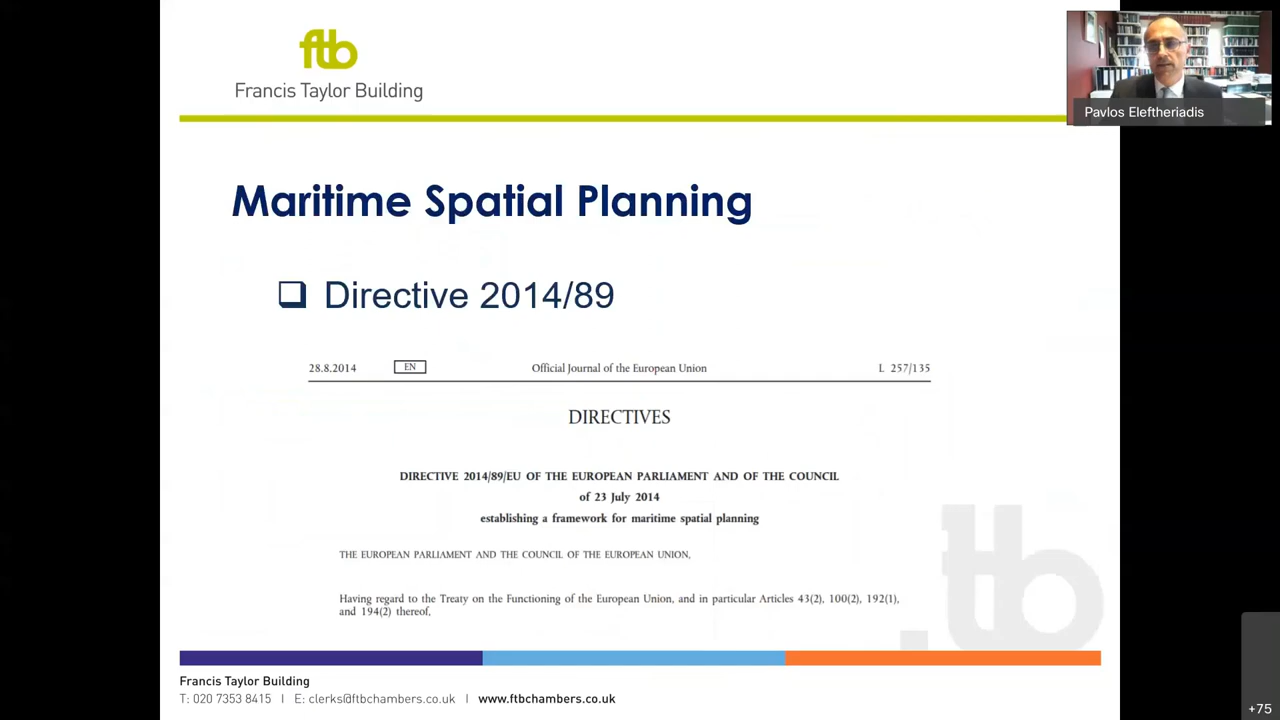 ftb
Francis Taylor Building
Pavlos Eleftheriadis
Maritime Spatial Planning
Directive 2014/89
28.8.2014 EN Official Journal of the European Union L 257/135
DIRECTIVES
DIRECTIVE 2014/89/EU OF THE EUROPEAN PARLIAMENT AND OF THE COUNCIL
of 23 July 2014
establishing a framework for maritime spatial planning
THE EUROPEAN PARLIAMENT AND THE COUNCIL OF THE EUROPEAN UNION,
Having regard to the Treaty on the Functioning of the European Union, and in particular Articles 43(2), 100(2), 192(1),
and 194(2) thereof,
.tb
Francis Taylor Building
T: 020 7353 8415 I E: clerks@ftbchambers.co.uk I www.ftbchambers.co.uk
+75